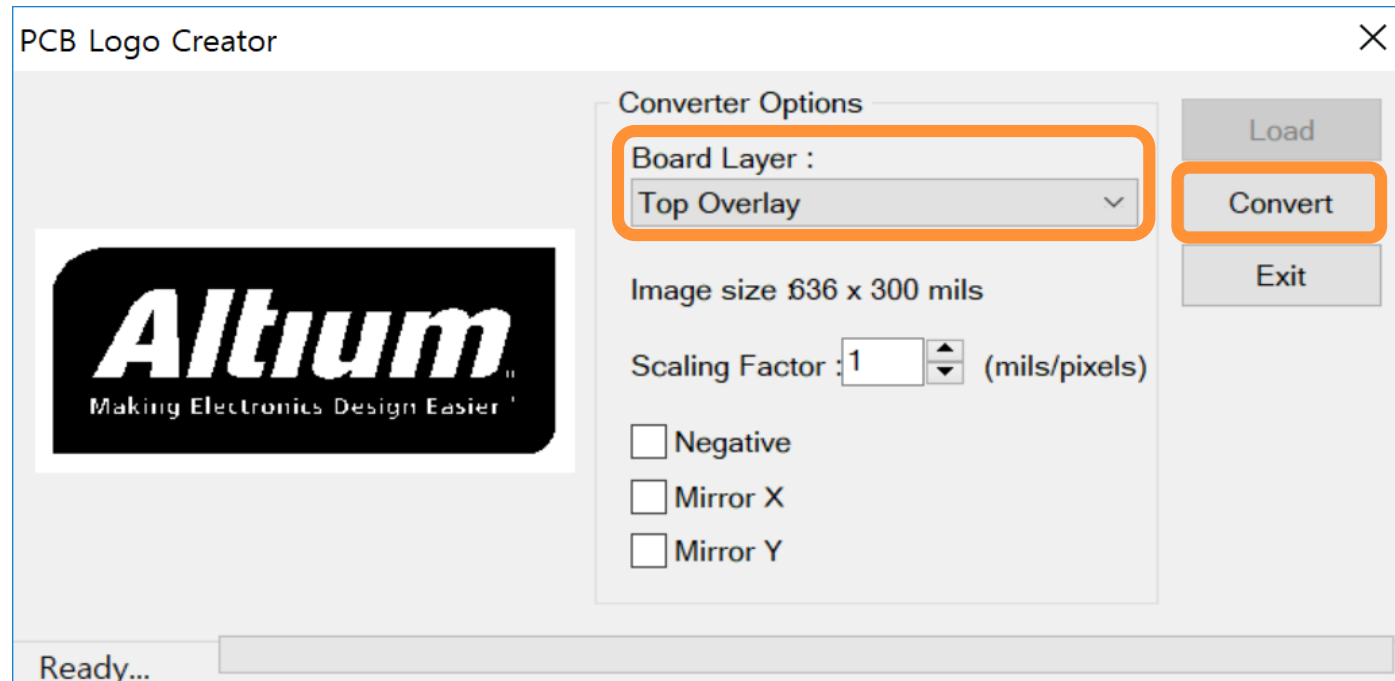 PCB Logo Creator
Converter Options
Board Layer :
Top Overlay
Load
Convert
Exit
Altium
Making Electronics Design Easier
Image size :636 x 300 mils
Scaling Factor :1 (mils/pixels)
Negative
Mirror X
Mirror Y
Ready...